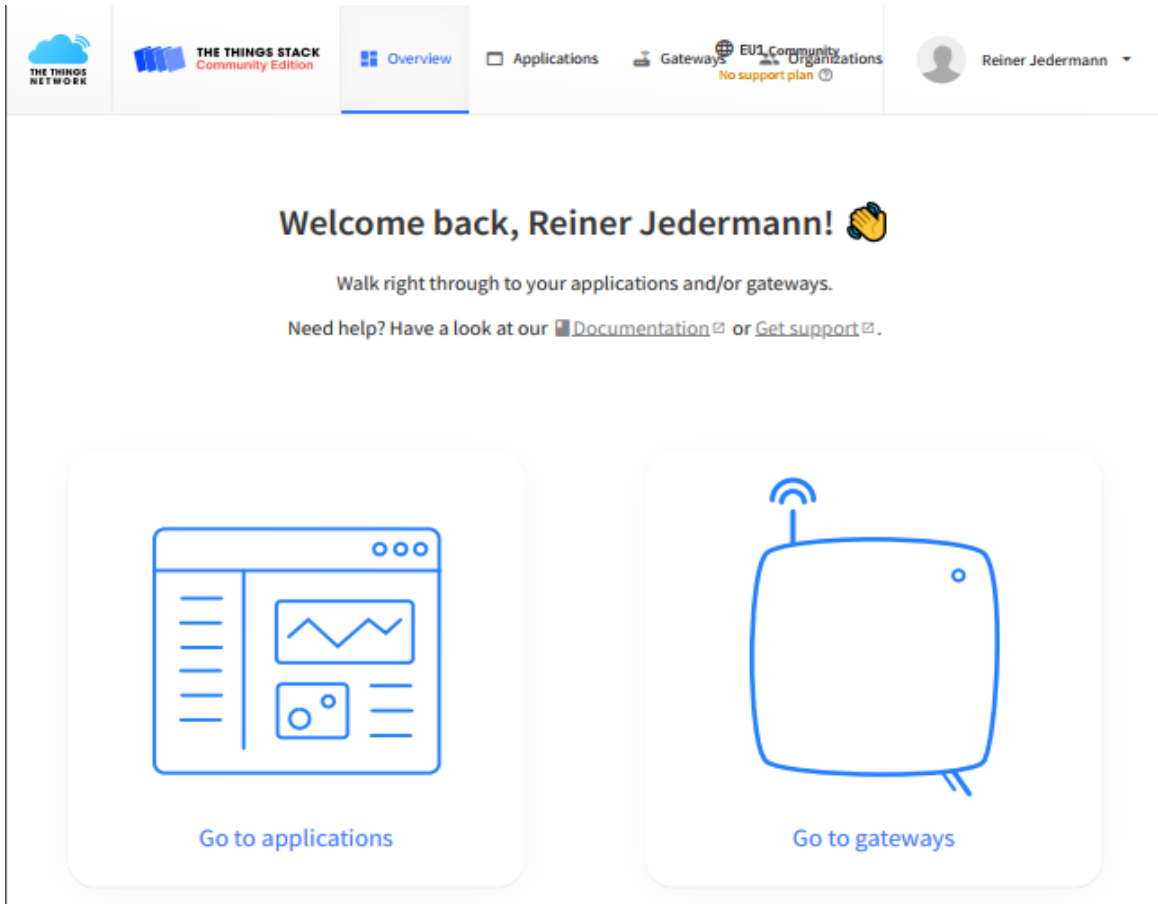 THE THINGS
NETWORK
THE THINGS STACK
Community Edition
Overview
Applications
Gateways
EU1 Community
Organizations
No support plan
Reiner Jedermann
Welcome back, Reiner Jedermann! 👋
Walk right through to your applications and/or gateways.
Need help? Have a look at our Documentation or Get support.
Go to applications
Go to gateways